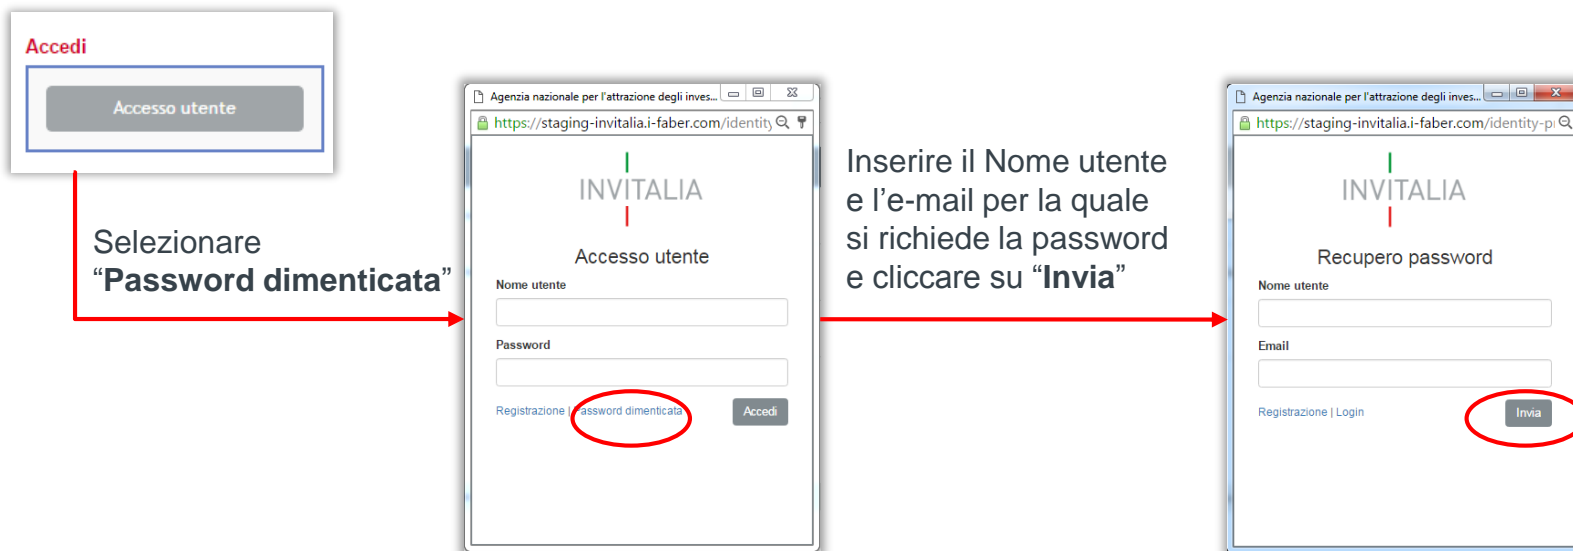 Accedi
Accesso utente
Selezionare
“Password dimenticata”
Agenzia nazionale per l'attrazione degli inves...
https://staging-invitalia.i-faber.com/identity
INVITALIA
Accesso utente
Nome utente
Password
Registrazione | Password dimenticata
Accedi
Inserire il Nome utente
e l’e-mail per la quale
si richiede la password
e cliccare su “Invia”
Agenzia nazionale per l'attrazione degli inves...
https://staging-invitalia.i-faber.com/identity-p
INVITALIA
Recupero password
Nome utente
Email
Registrazione | Login
Invia